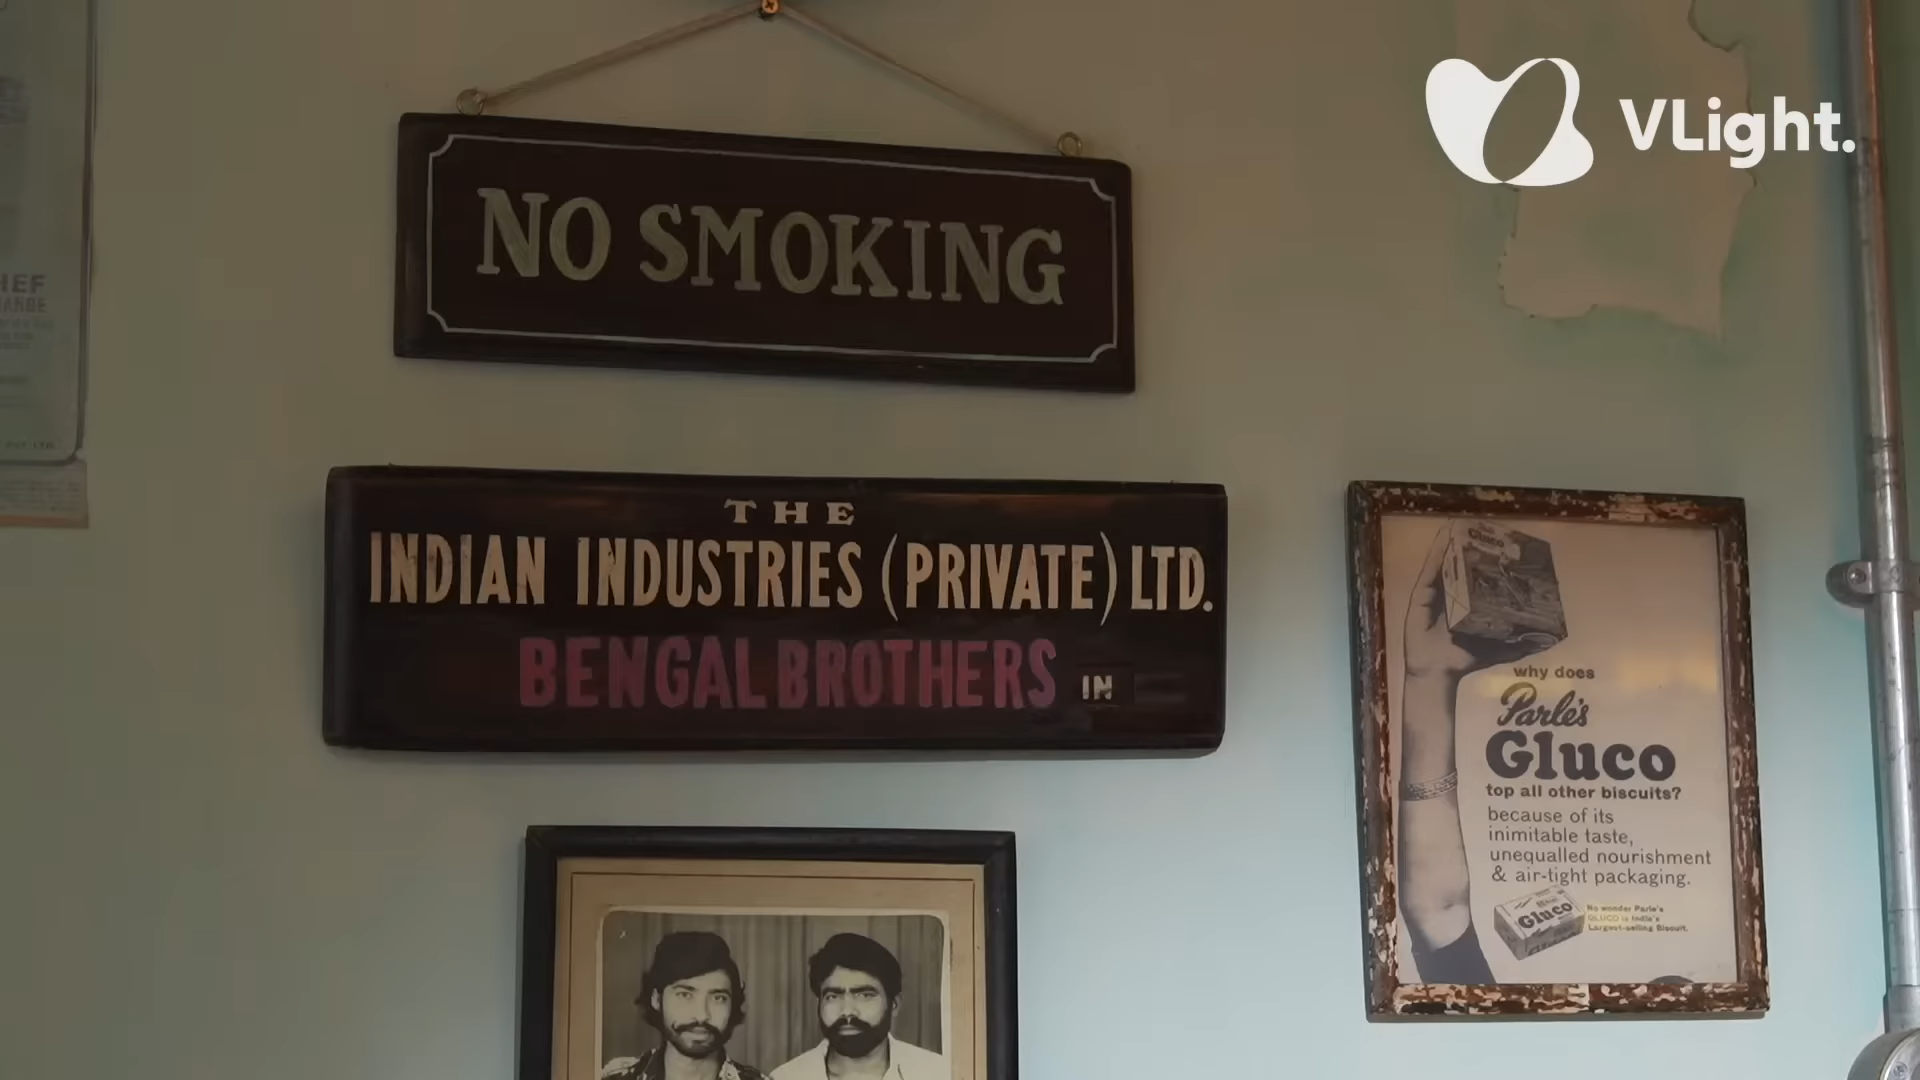 VLight.
NO SMOKING
THE
INDIAN INDUSTRIES (PRIVATE) LTD.
BENGAL BROTHERS IN
Gluco
why does
Parle's
Gluco
top all other biscuits?
because of its
inimitable taste,
unequalled nourishment
& air-tight packaging.
Gluco
No wonder Parle's
GLUCO is India's
Largest-selling Biscuit.